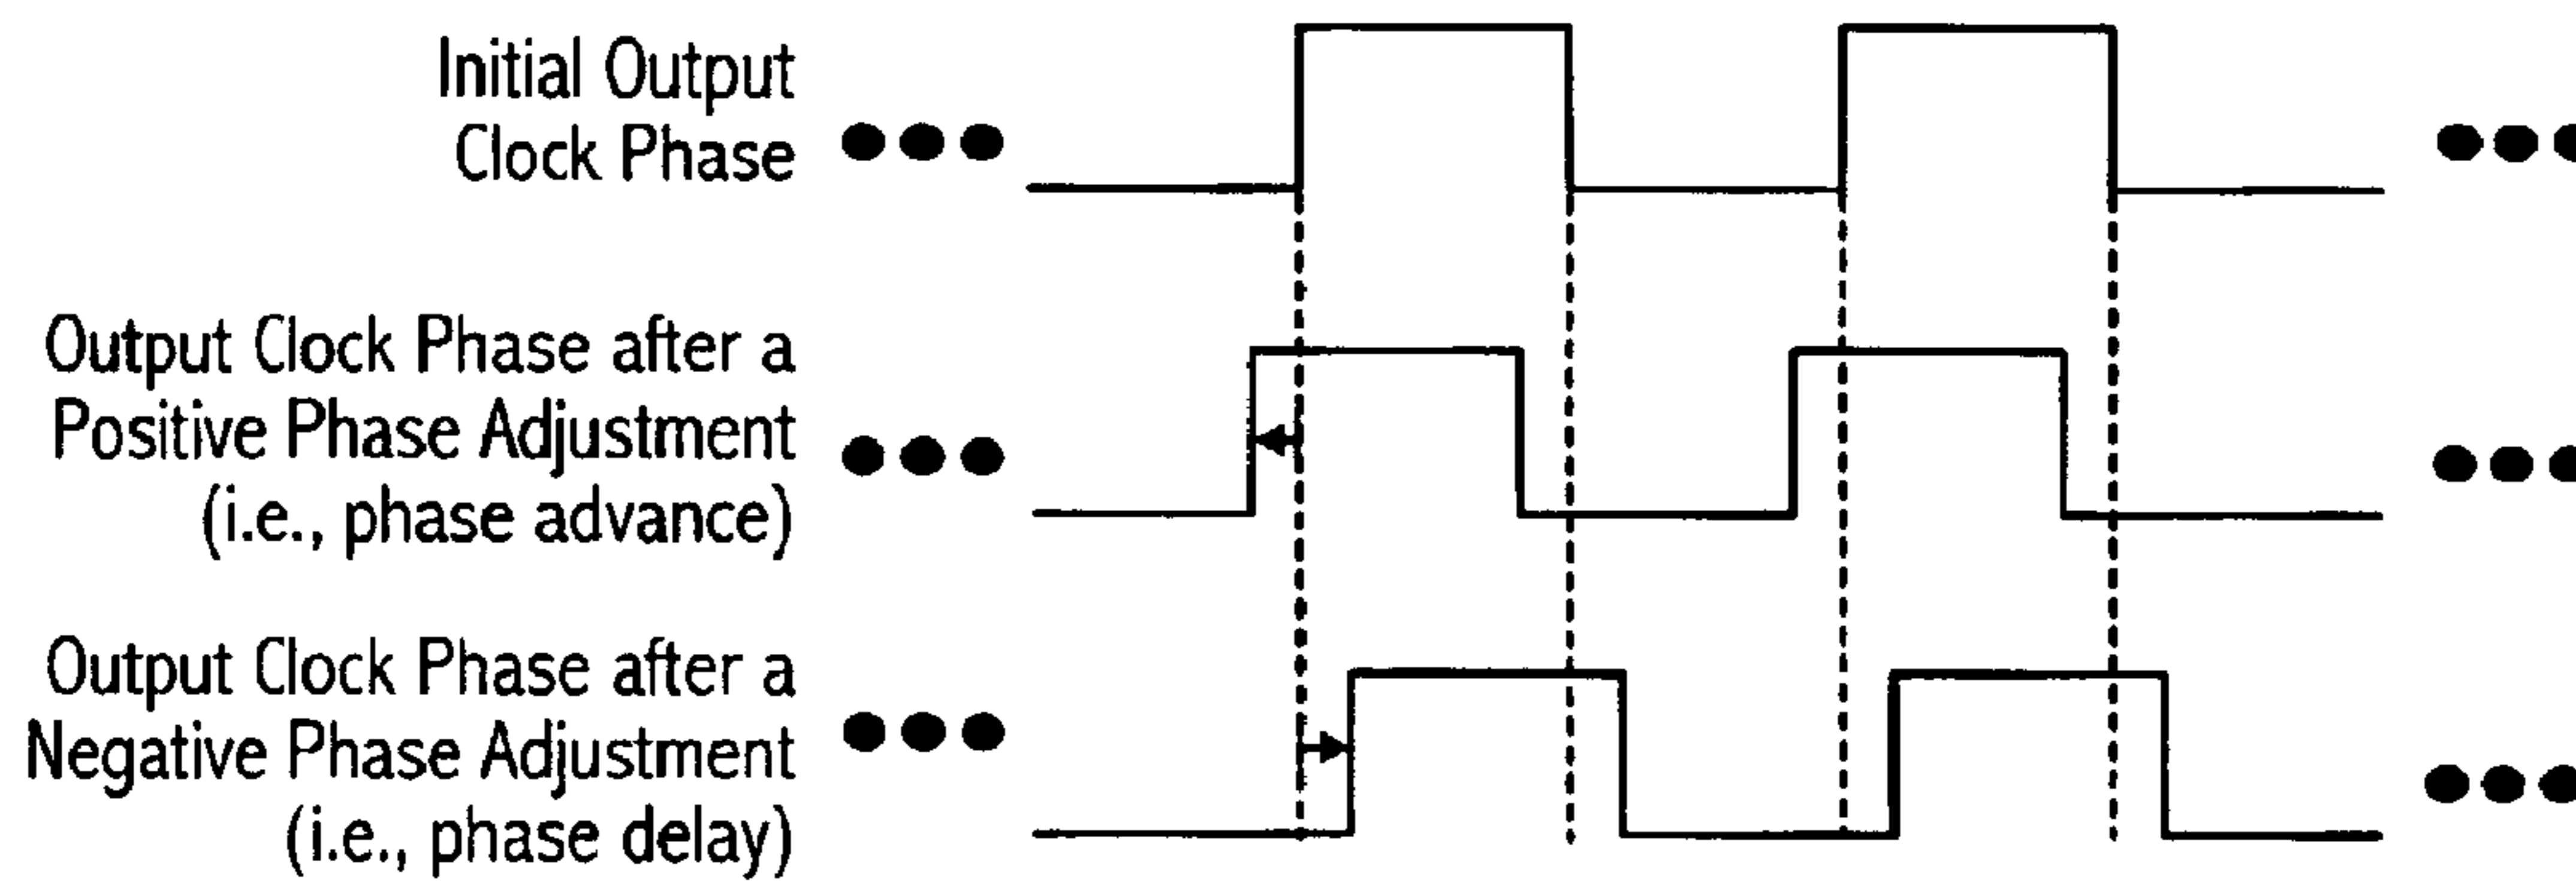 Initial Output
Clock Phase
Output Clock Phase after a
Positive Phase Adjustment
(i.e., phase advance)
Output Clock Phase after a
Negative Phase Adjustment
(i.e., phase delay)